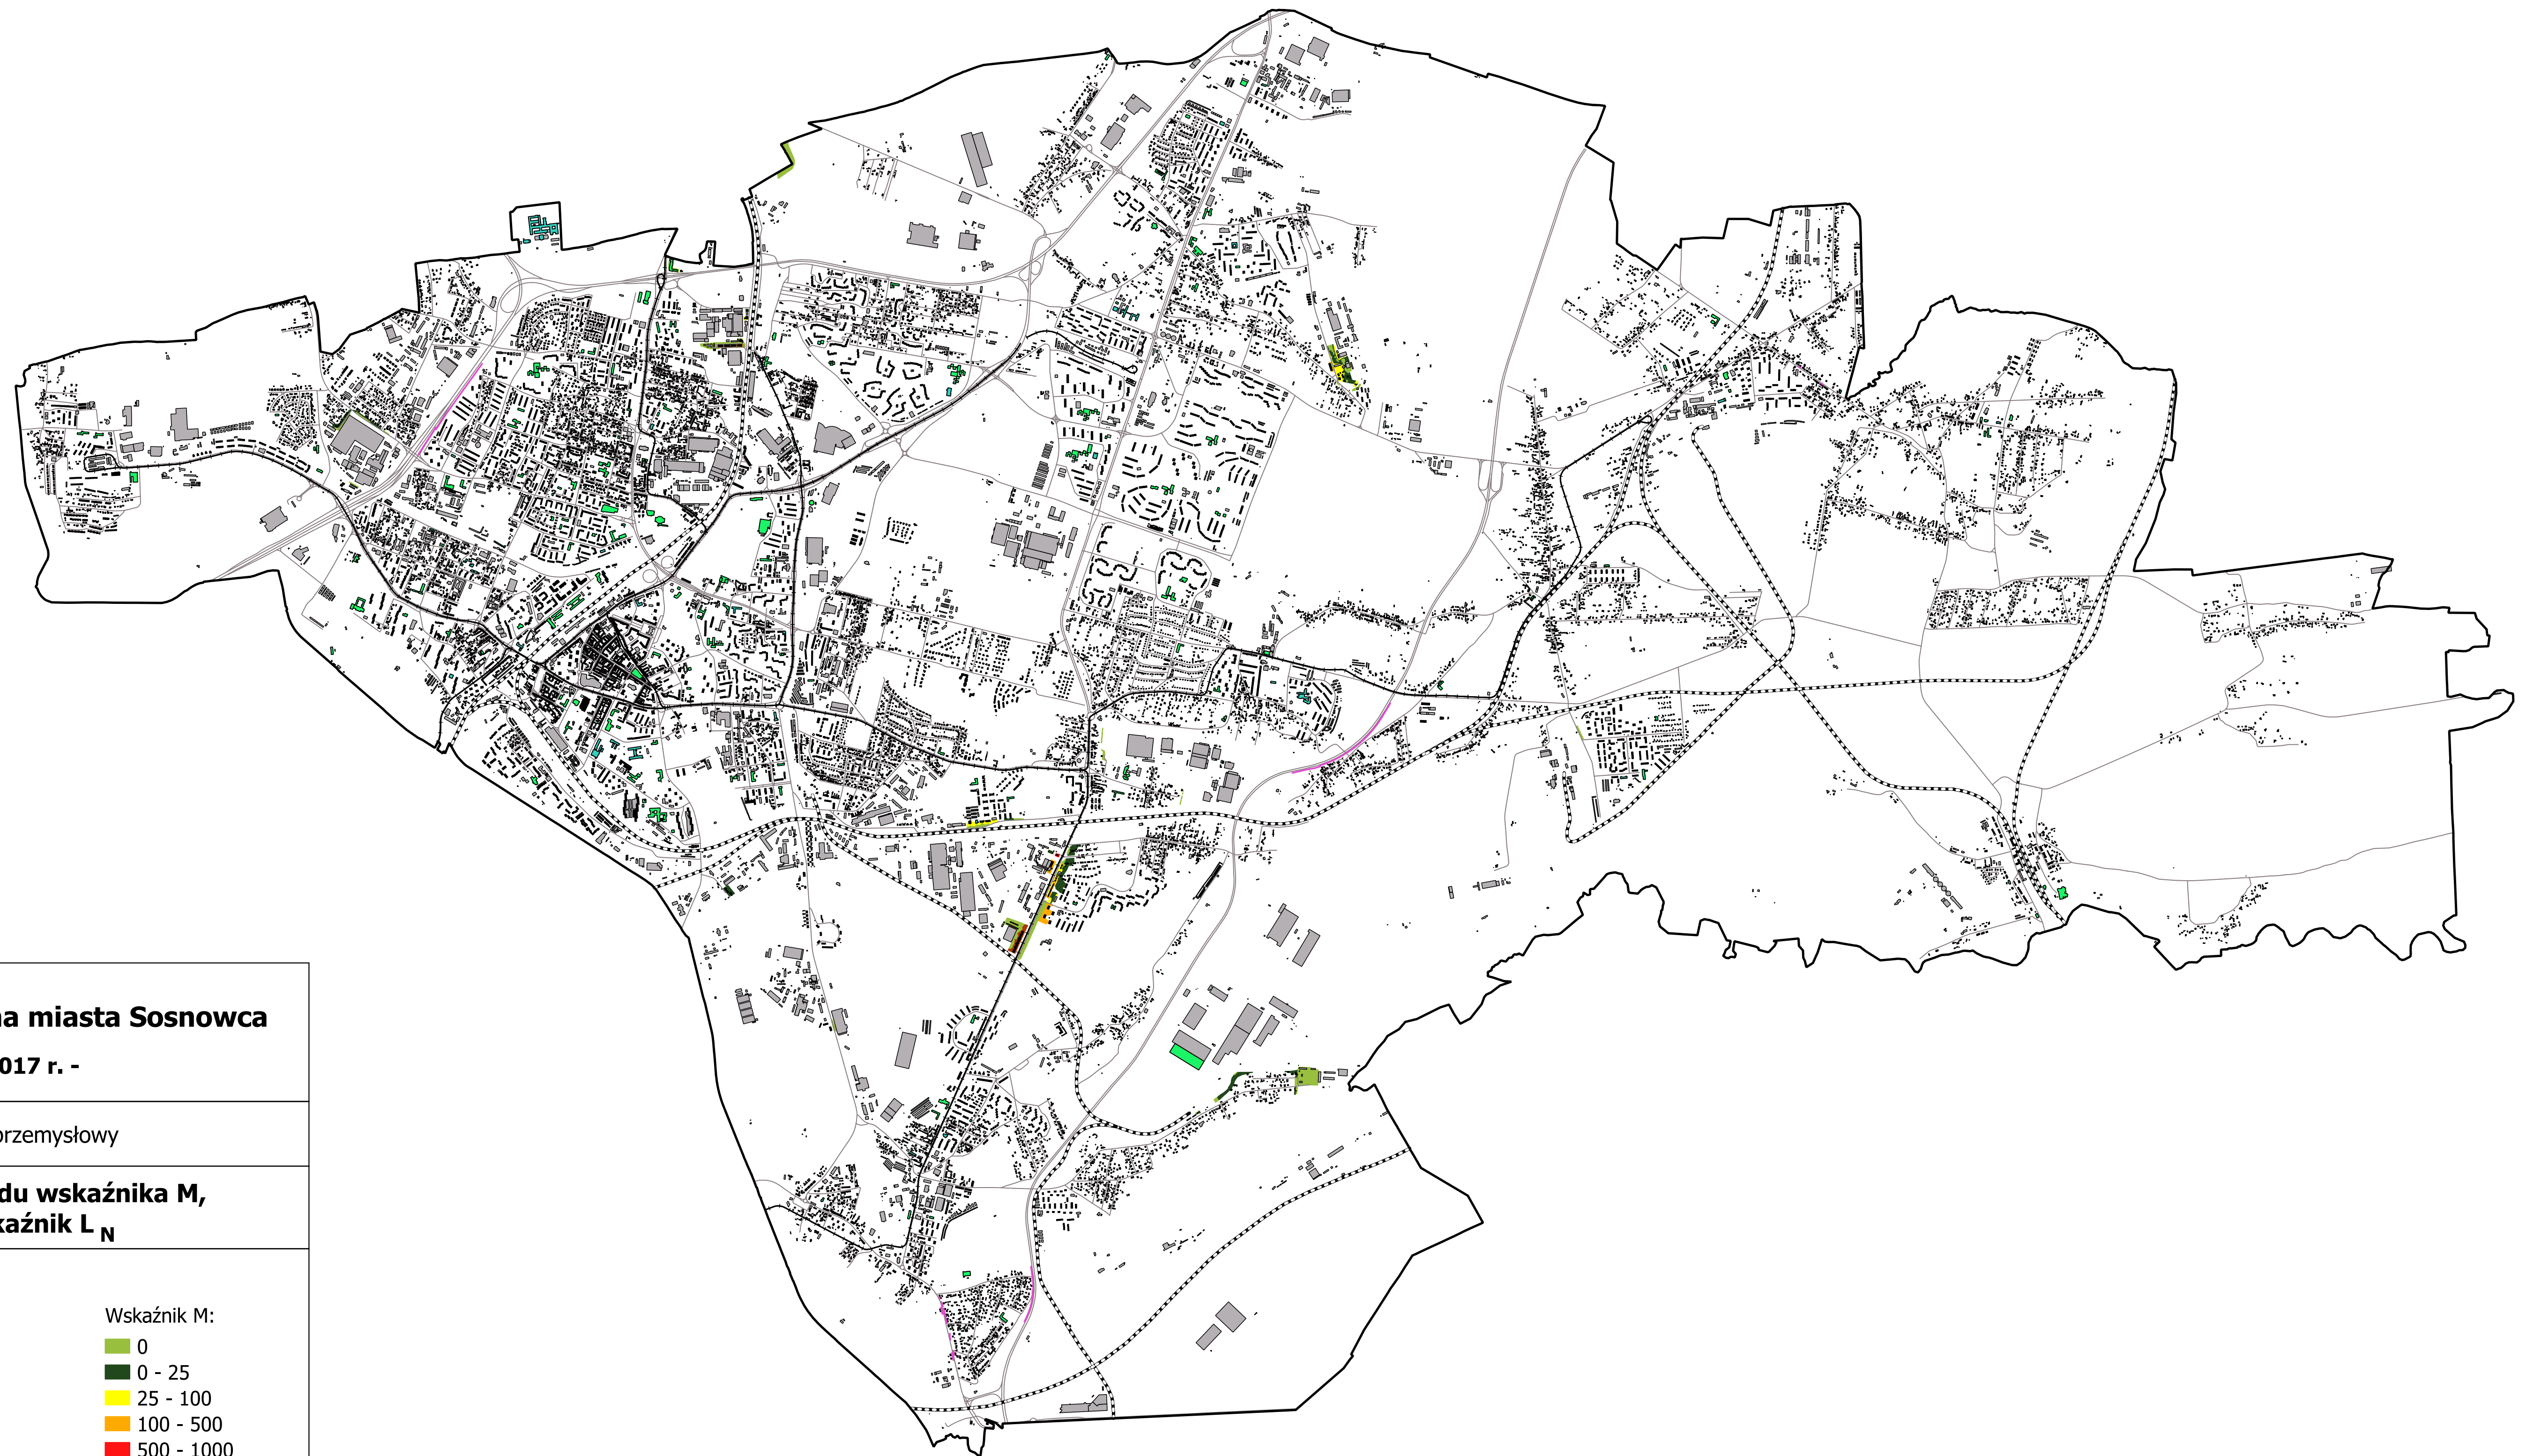 na miasta Sosnowca
017 r. -
przemysłowy
du wskaźnika M,
kaźnik L N
Wskaźnik M:
0
0 - 25
25 - 100
100 - 500
500 - 1000